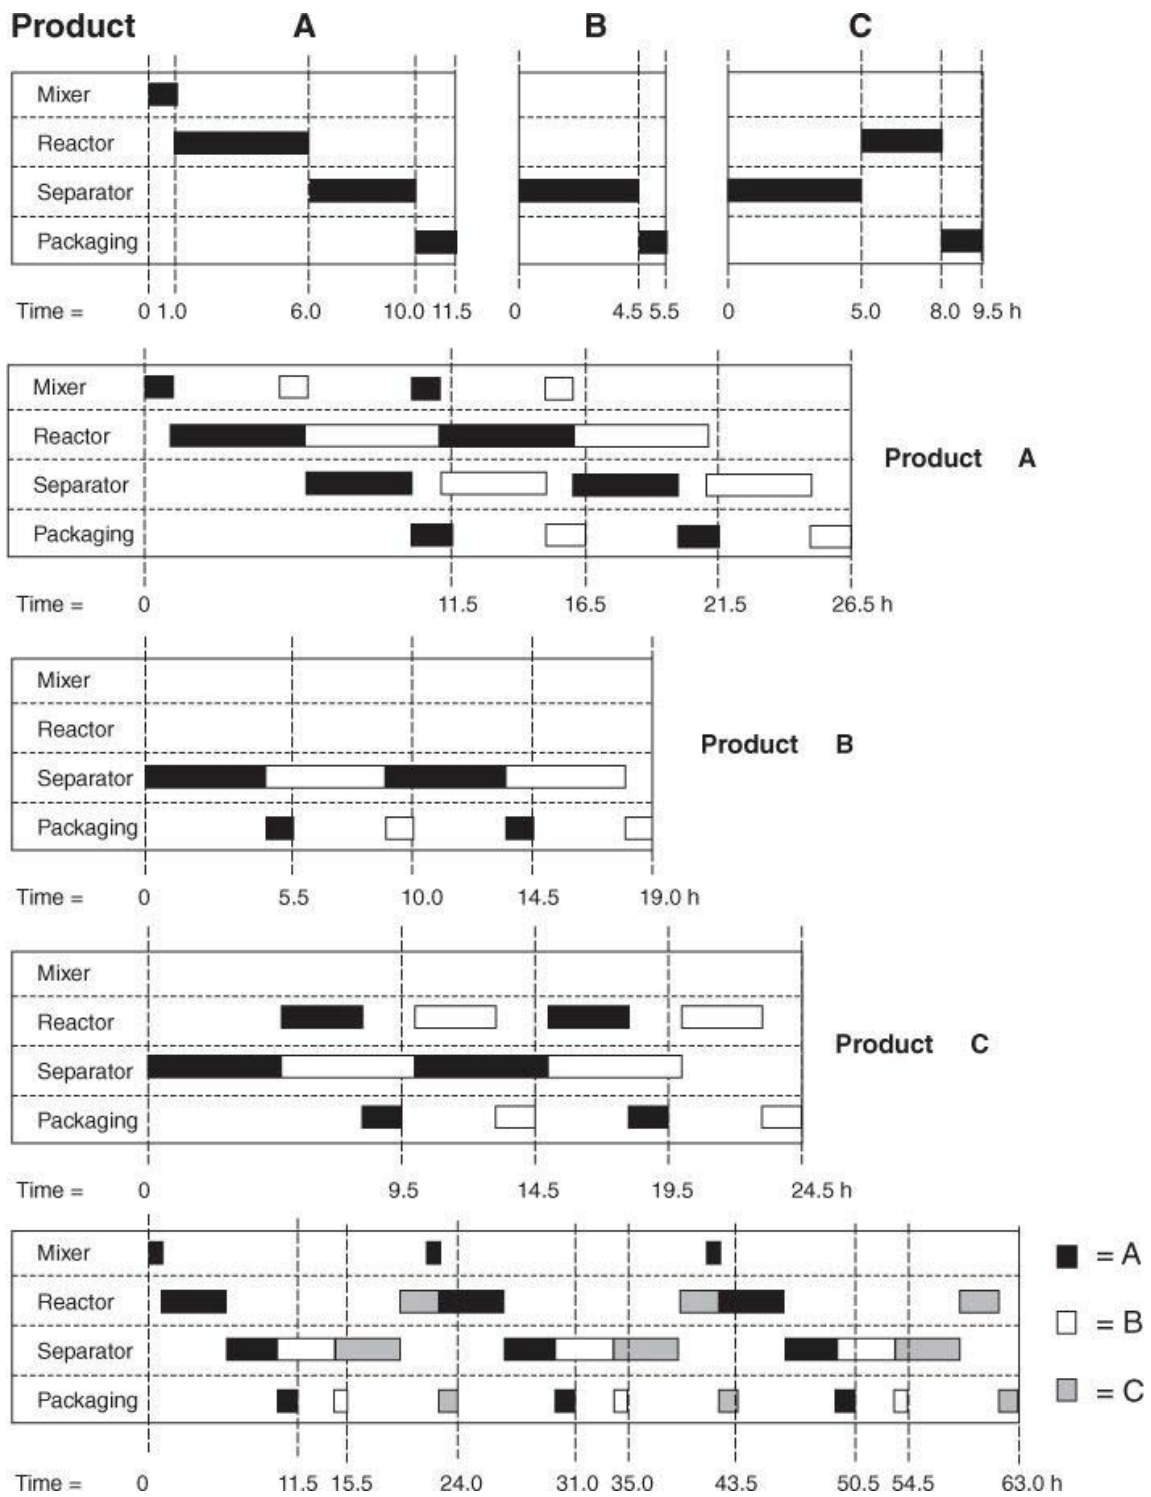 Product A B C
Mixer
Reactor
Separator
Packaging
Time = 0 1.0 6.0 10.0 11.5 0 4.5 5.5 0 5.0 8.0 9.5 h
Mixer
Reactor
Product A
Separator
Packaging
Time = 0 11.5 16.5 21.5 26.5 h
Mixer
Reactor
Product B
Separator
Packaging
Time = 0 5.5 10.0 14.5 19.0 h
Mixer
Reactor
Product C
Separator
Packaging
Time = 0 9.5 14.5 19.5 24.5 h
Mixer
= A
Reactor
= B
Separator
= C
Packaging
Time = 0 11.5 15.5 24.0 31.0 35.0 43.5 50.5 54.5 63.0 h